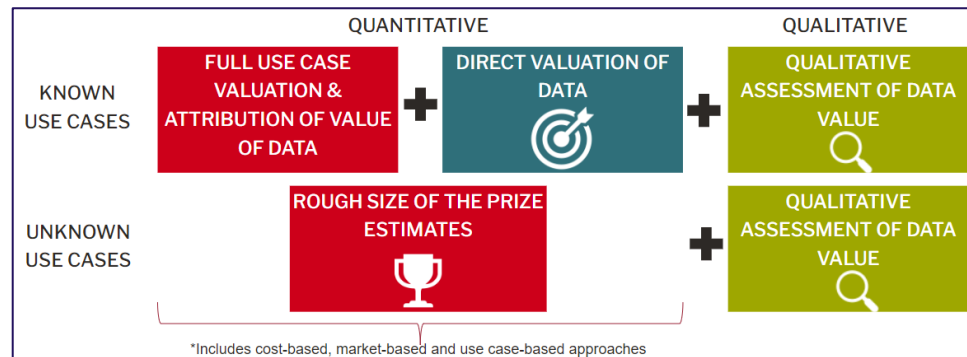 QUANTITATIVE
QUALITATIVE
KNOWN
USE CASES
FULL USE CASE
VALUATION &
ATTRIBUTION OF VALUE
OF DATA
DIRECT VALUATION OF
DATA
QUALITATIVE
ASSESSMENT OF DATA
VALUE
UNKNOWN
USE CASES
ROUGH SIZE OF THE PRIZE
ESTIMATES
QUALITATIVE
ASSESSMENT OF DATA
VALUE
*Includes cost-based, market-based and use case-based approaches